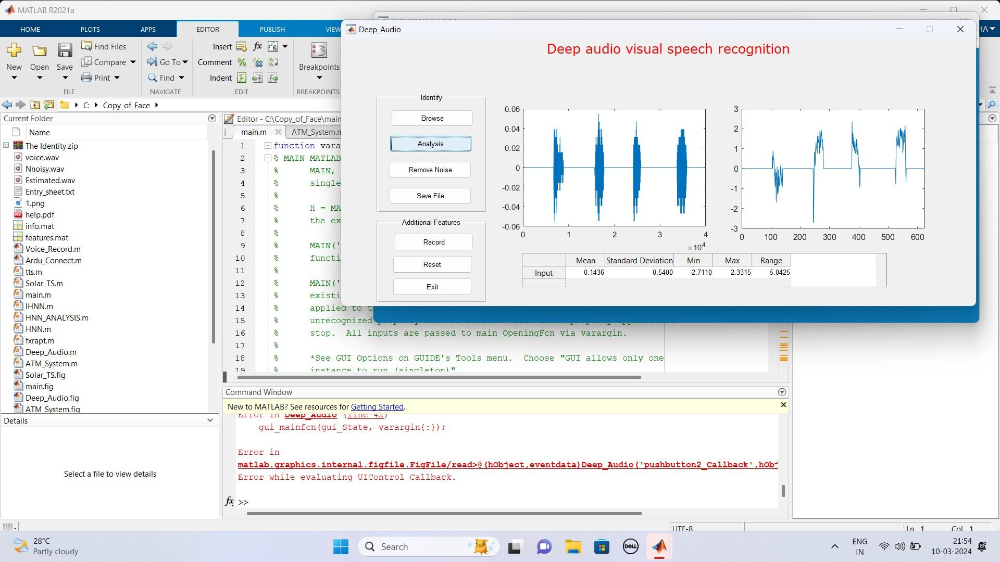 MATLAB R2021a
HOME PLOTS APPS EDITOR PUBLISH VIEW
New
Open
Save
Find Files
Compare
Print
FILE
Go To
Find
NAVIGATE
Insert
Comment
Indent
EDIT
Breakpoints
BREAKPOINTS
C: Copy_of_Face
Current Folder
Name
The Identity.zip
voice.wav
Nnoisy.wav
Estimated.wav
Entry_sheet.txt
1.png
help.pdf
info.mat
features.mat
Voice_Record.m
Ardu_Connect.m
tts.m
Solar_TS.m
main.m
IHNN.m
HNN_ANALYSIS.m
HNN.m
fxrapt.m
Deep_Audio.m
ATM_System.m
Solar_TS.fig
main.fig
Deep_Audio.fig
ATM_System.fig
Details
Select a file to view details
Editor - C:\Copy_of_Face\main
main.m ATM_System.m
1 function vara
2 % MAIN MATLAB
3 % MAIN,
4 % single
5 %
6 % H = MA
7 % the ex
8 %
9 % MAIN('
10 % functi
11 %
12 % MAIN('
13 % existi
14 % applied to t
15 % unrecognized
16 % stop. All inputs are passed to main_OpeningFcn via varargin.
17 %
18 % *See GUI Options on GUIDE's Tools menu. Choose "GUI allows only one
19 % instance to run (singleton)"
Deep_Audio
Deep audio visual speech recognition
Identify
Browse
Analysis
Remove Noise
Save File
Additional Features
Record
Reset
Exit
0.06
0.04
0.02
0
-0.02
-0.04
-0.06
0 1 2 3 4
×10^4
3
2
1
0
-1
-2
-3
0 100 200 300 400 500 600
Mean Standard Deviation Min Max Range
Input 0.1436 0.5400 -2.7110 2.3315 5.0425
Command Window
New to MATLAB? See resources for Getting Started.
Error in Deep_Audio (line 42)
gui_mainfcn(gui_State, varargin{:});
Error in
matlab.graphics.internal.figfile.FigFile/read>@(hObject,eventdata)Deep_Audio('pushbutton2_Callback',hObj
Error while evaluating UIControl Callback.
fx >>
UTF-8
Ln 1 Col 1
28°C
Partly cloudy
Search
DELL
ENG
IN
21:54
10-03-2024